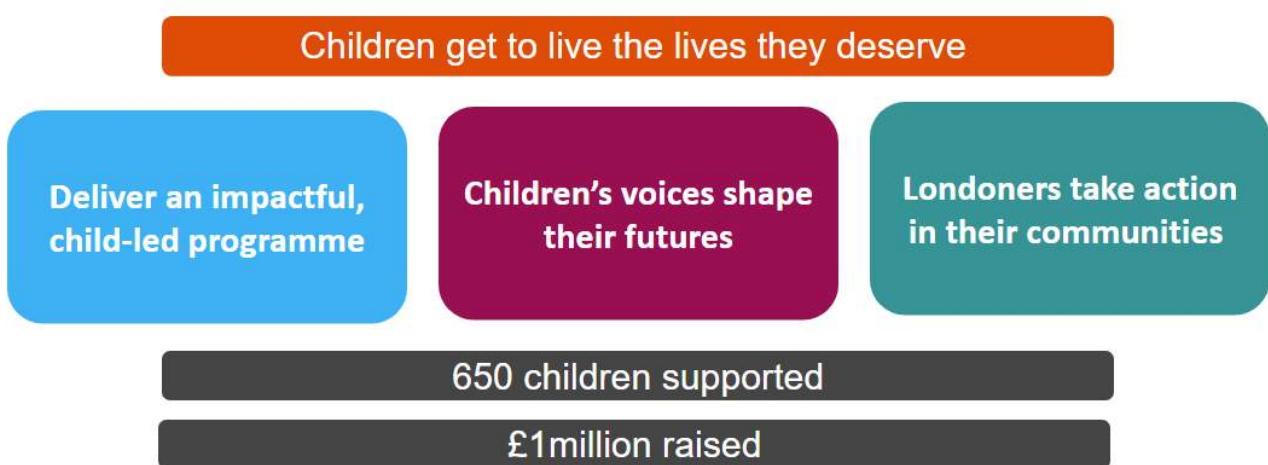 Children get to live the lives they deserve
Deliver an impactful,
child-led programme
Children’s voices shape
their futures
Londoners take action
in their communities
650 children supported
£1million raised